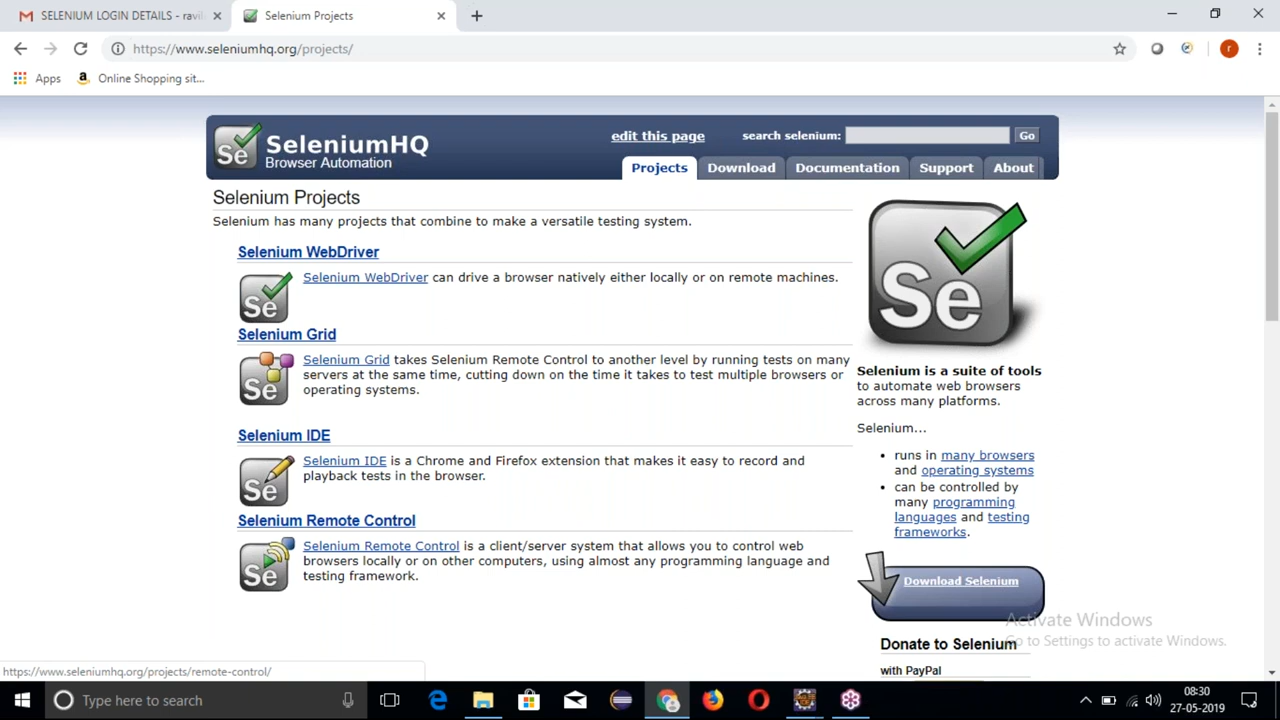 SELENIUM LOGIN DETAILS - ravil
Selenium Projects
https://www.seleniumhq.org/projects/
r
Apps
Online Shopping sit...
SeleniumHQ
Browser Automation
edit this page
search selenium:
Go
Projects
Download
Documentation
Support
About
Selenium Projects
Selenium has many projects that combine to make a versatile testing system.
Selenium WebDriver
Se
Selenium WebDriver can drive a browser natively either locally or on remote machines.
Selenium Grid
Se
Selenium Grid takes Selenium Remote Control to another level by running tests on many
servers at the same time, cutting down on the time it takes to test multiple browsers or
operating systems.
Selenium IDE
Se
Selenium IDE is a Chrome and Firefox extension that makes it easy to record and
playback tests in the browser.
Selenium Remote Control
Se
Selenium Remote Control is a client/server system that allows you to control web
browsers locally or on other computers, using almost any programming language and
testing framework.
Se
Selenium is a suite of tools
to automate web browsers
across many platforms.
Selenium...
runs in many browsers
and operating systems
can be controlled by
many programming
languages and testing
frameworks.
Download Selenium
Activate Windows
Go to Settings to activate Windows.
Donate to Selenium
with PayPal
https://www.seleniumhq.org/projects/remote-control/
Type here to search
08:30
27-05-2019